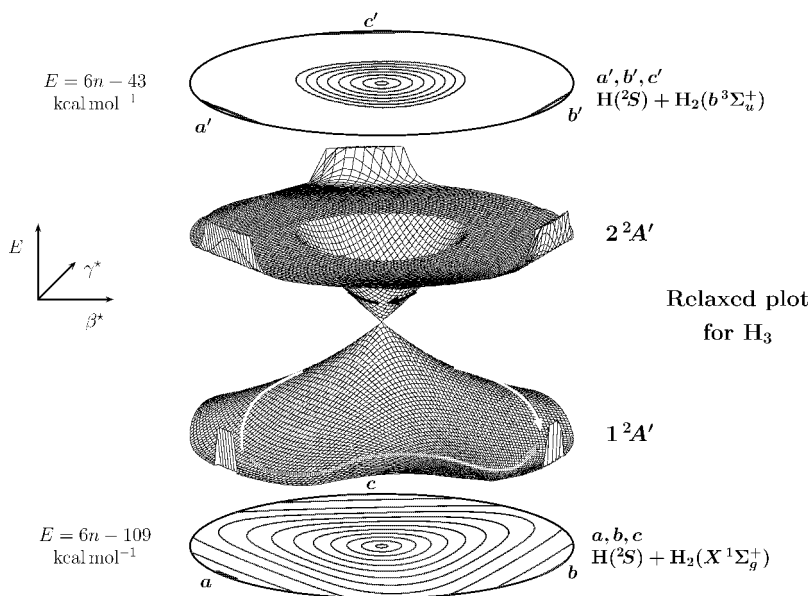 c′
E = 6n − 43
kcal mol⁻¹
a′, b′, c′
H(²S) + H₂(b ³Σᵤ⁺)
a′
b′
2 ²A′
E
γ*
β*
Relaxed plot
for H₃
1 ²A′
c
E = 6n − 109
kcal mol⁻¹
a, b, c
H(²S) + H₂(X ¹Σg⁺)
a
b